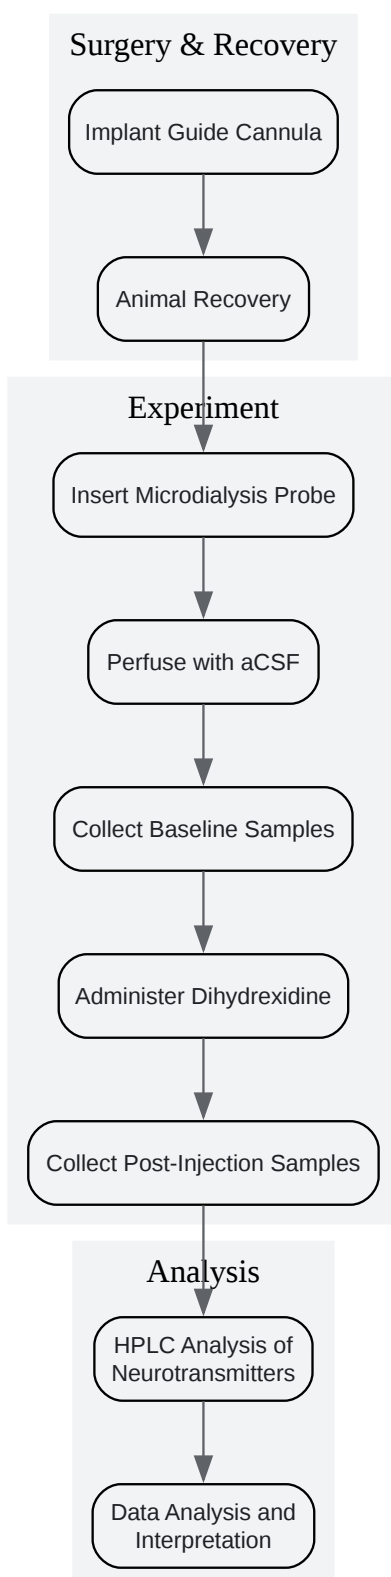 Surgery & Recovery
Implant Guide Cannula
Animal Recovery
Experiment
Insert Microdialysis Probe
Perfuse with aCSF
Collect Baseline Samples
Administer Dihydrexidine
Collect Post-Injection Samples
Analysis
HPLC Analysis of
Neurotransmitters
Data Analysis and
Interpretation